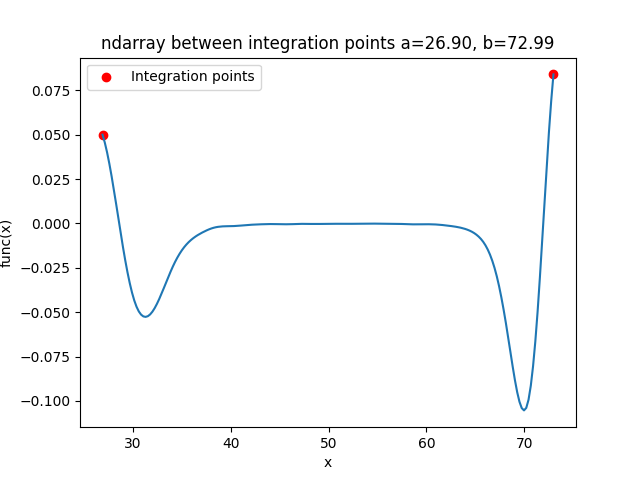 ndarray between integration points a=26.90, b=72.99
Integration points
0.075
0.050
0.025
0.000
−0.025
−0.050
−0.075
−0.100
func(x)
30 40 50 60 70
x